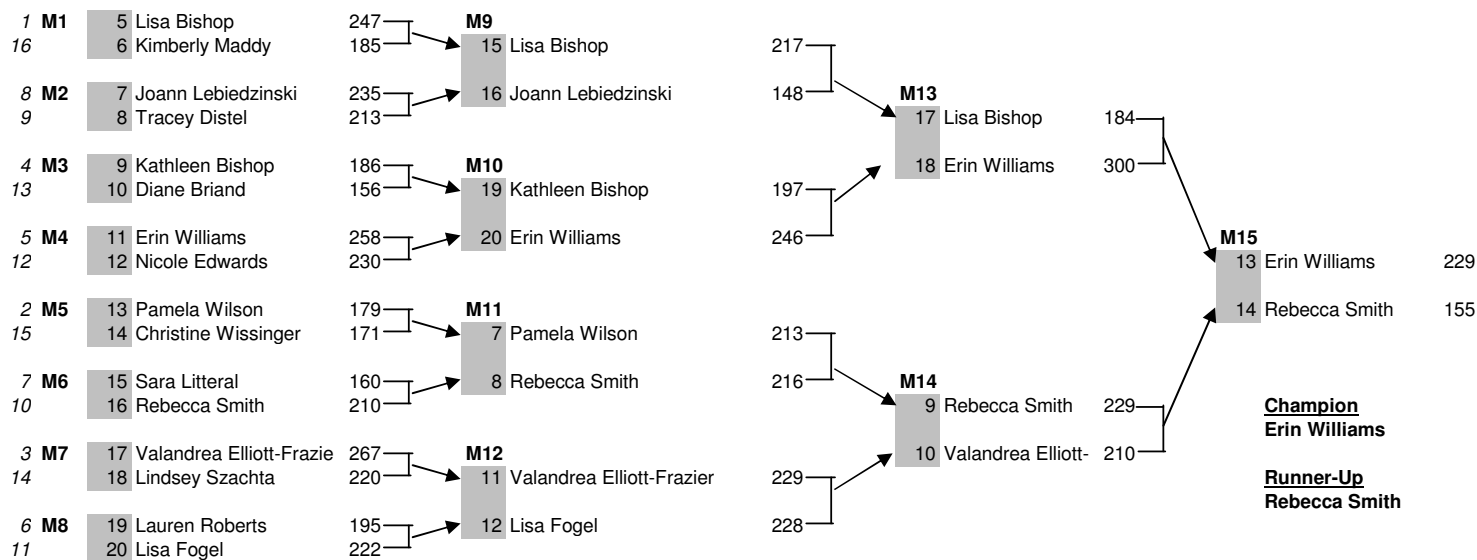 1 M1 5 Lisa Bishop 247 M9
16 6 Kimberly Maddy 185 15 Lisa Bishop 217
8 M2 7 Joann Lebiedzinski 235 16 Joann Lebiedzinski 148 M13
9 8 Tracey Distel 213 17 Lisa Bishop 184
4 M3 9 Kathleen Bishop 186 M10 18 Erin Williams 300
13 10 Diane Briand 156 19 Kathleen Bishop 197
5 M4 11 Erin Williams 258 20 Erin Williams 246 M15
12 12 Nicole Edwards 230 13 Erin Williams 229
2 M5 13 Pamela Wilson 179 M11 14 Rebecca Smith 155
15 14 Christine Wissinger 171 7 Pamela Wilson 213
7 M6 15 Sara Litteral 160 8 Rebecca Smith 216 M14
10 16 Rebecca Smith 210 9 Rebecca Smith 229 Champion
Erin Williams
3 M7 17 Valandrea Elliott-Frazie 267 M12 10 Valandrea Elliott- 210
14 18 Lindsey Szachta 220 11 Valandrea Elliott-Frazier 229 Runner-Up
Rebecca Smith
6 M8 19 Lauren Roberts 195 12 Lisa Fogel 228
11 20 Lisa Fogel 222